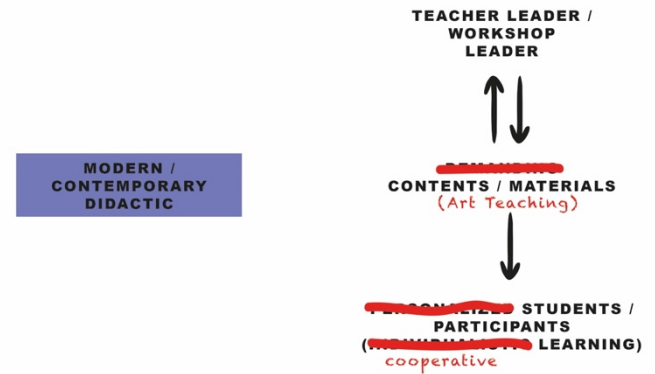 TEACHER LEADER /
WORKSHOP
LEADER
MODERN /
CONTEMPORARY
DIDACTIC
CONTENTS / MATERIALS
(Art Teaching)
STUDENTS /
PARTICIPANTS
( LEARNING)
cooperative